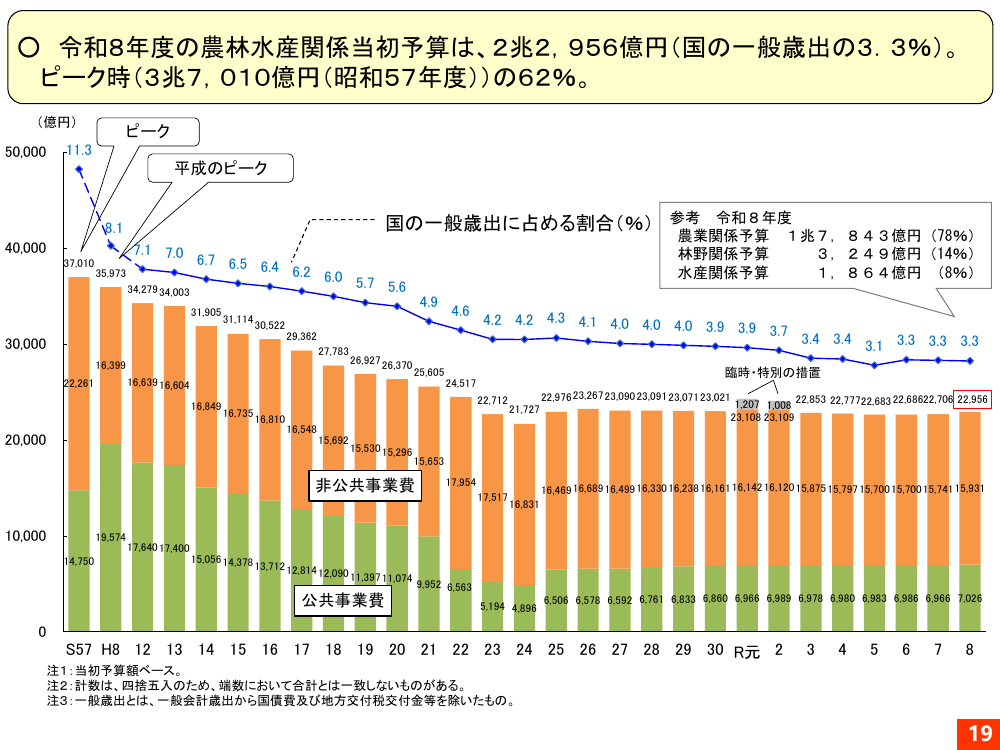 〇　令和８年度の農林水産関係当初予算は、２兆２，９５６億円（国の一般歳出の３．３％）。
ピーク時（３兆７，０１０億円（昭和５７年度））の６２％。
（億円）
ピーク
平成のピーク
国の一般歳出に占める割合（％）
参考　令和８年度
農業関係予算　１兆７，８４３億円（78%）
林野関係予算　３，２４９億円（14%）
水産関係予算　１，８６４億円（8%）
臨時・特別の措置
50,000
40,000
30,000
20,000
10,000
0
11.3 8.1 7.1 7.0 6.7 6.5 6.4 6.2 6.0 5.7 5.6 4.9 4.6 4.2 4.2 4.3 4.1 4.0 4.0 4.0 3.9 3.9 3.7 3.4 3.4 3.1 3.3 3.3 3.3
37,010 35,973 34,279 34,003 31,905 31,114 30,522 29,362 27,783 26,927 26,370 25,605 24,517 22,712 21,727 22,976 23,267 23,090 23,091 23,071 23,021 23,108 23,109 22,853 22,777 22,683 22,686 22,706 22,956
1,207 1,008
22,261 16,399 16,639 16,604 16,849 16,735 16,810 16,548 15,692 15,530 15,296 15,653 17,954 17,517 16,831 16,469 16,689 16,499 16,330 16,238 16,161 16,142 16,120 15,875 15,797 15,700 15,700 15,741 15,931
非公共事業費
14,750 19,574 17,640 17,400 15,056 14,378 13,712 12,814 12,090 11,397 11,074 9,952 6,563 5,194 4,896 6,506 6,578 6,592 6,761 6,833 6,860 6,966 6,989 6,978 6,980 6,983 6,986 6,966 7,026
公共事業費
S57 H8 12 13 14 15 16 17 18 19 20 21 22 23 24 25 26 27 28 29 30 R元 2 3 4 5 6 7 8
注１：当初予算額ベース。
注２：計数は、四捨五入のため、端数において合計とは一致しないものがある。
注３：一般歳出とは、一般会計歳出から国債費及び地方交付税交付金等を除いたもの。
19